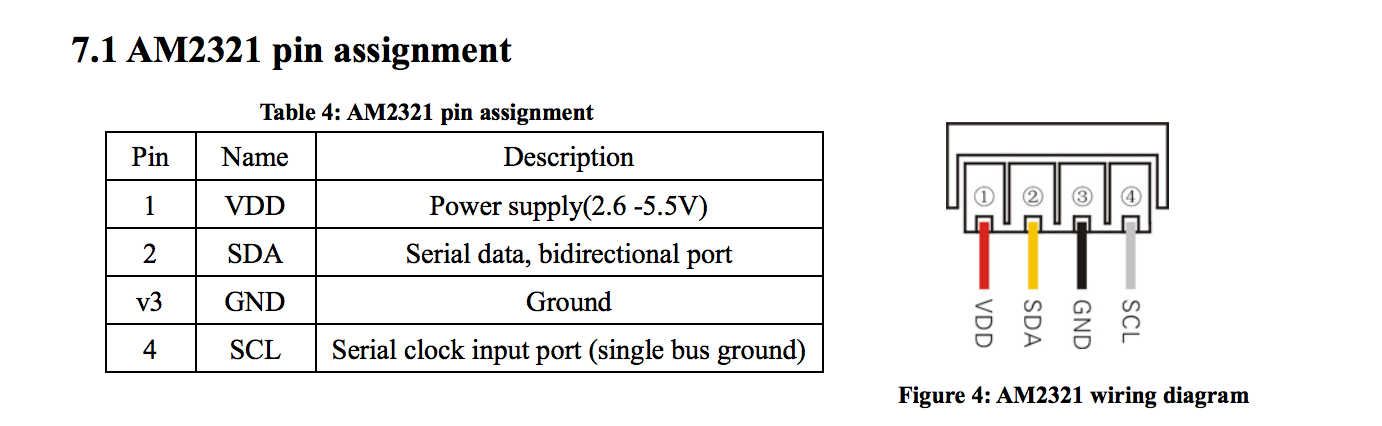 7.1 AM2321 pin assignment
Table 4: AM2321 pin assignment
Pin Name Description
1 VDD Power supply(2.6 -5.5V)
2 SDA Serial data, bidirectional port
v3 GND Ground
4 SCL Serial clock input port (single bus ground)
① ② ③ ④
VDD SDA GND SCL
Figure 4: AM2321 wiring diagram